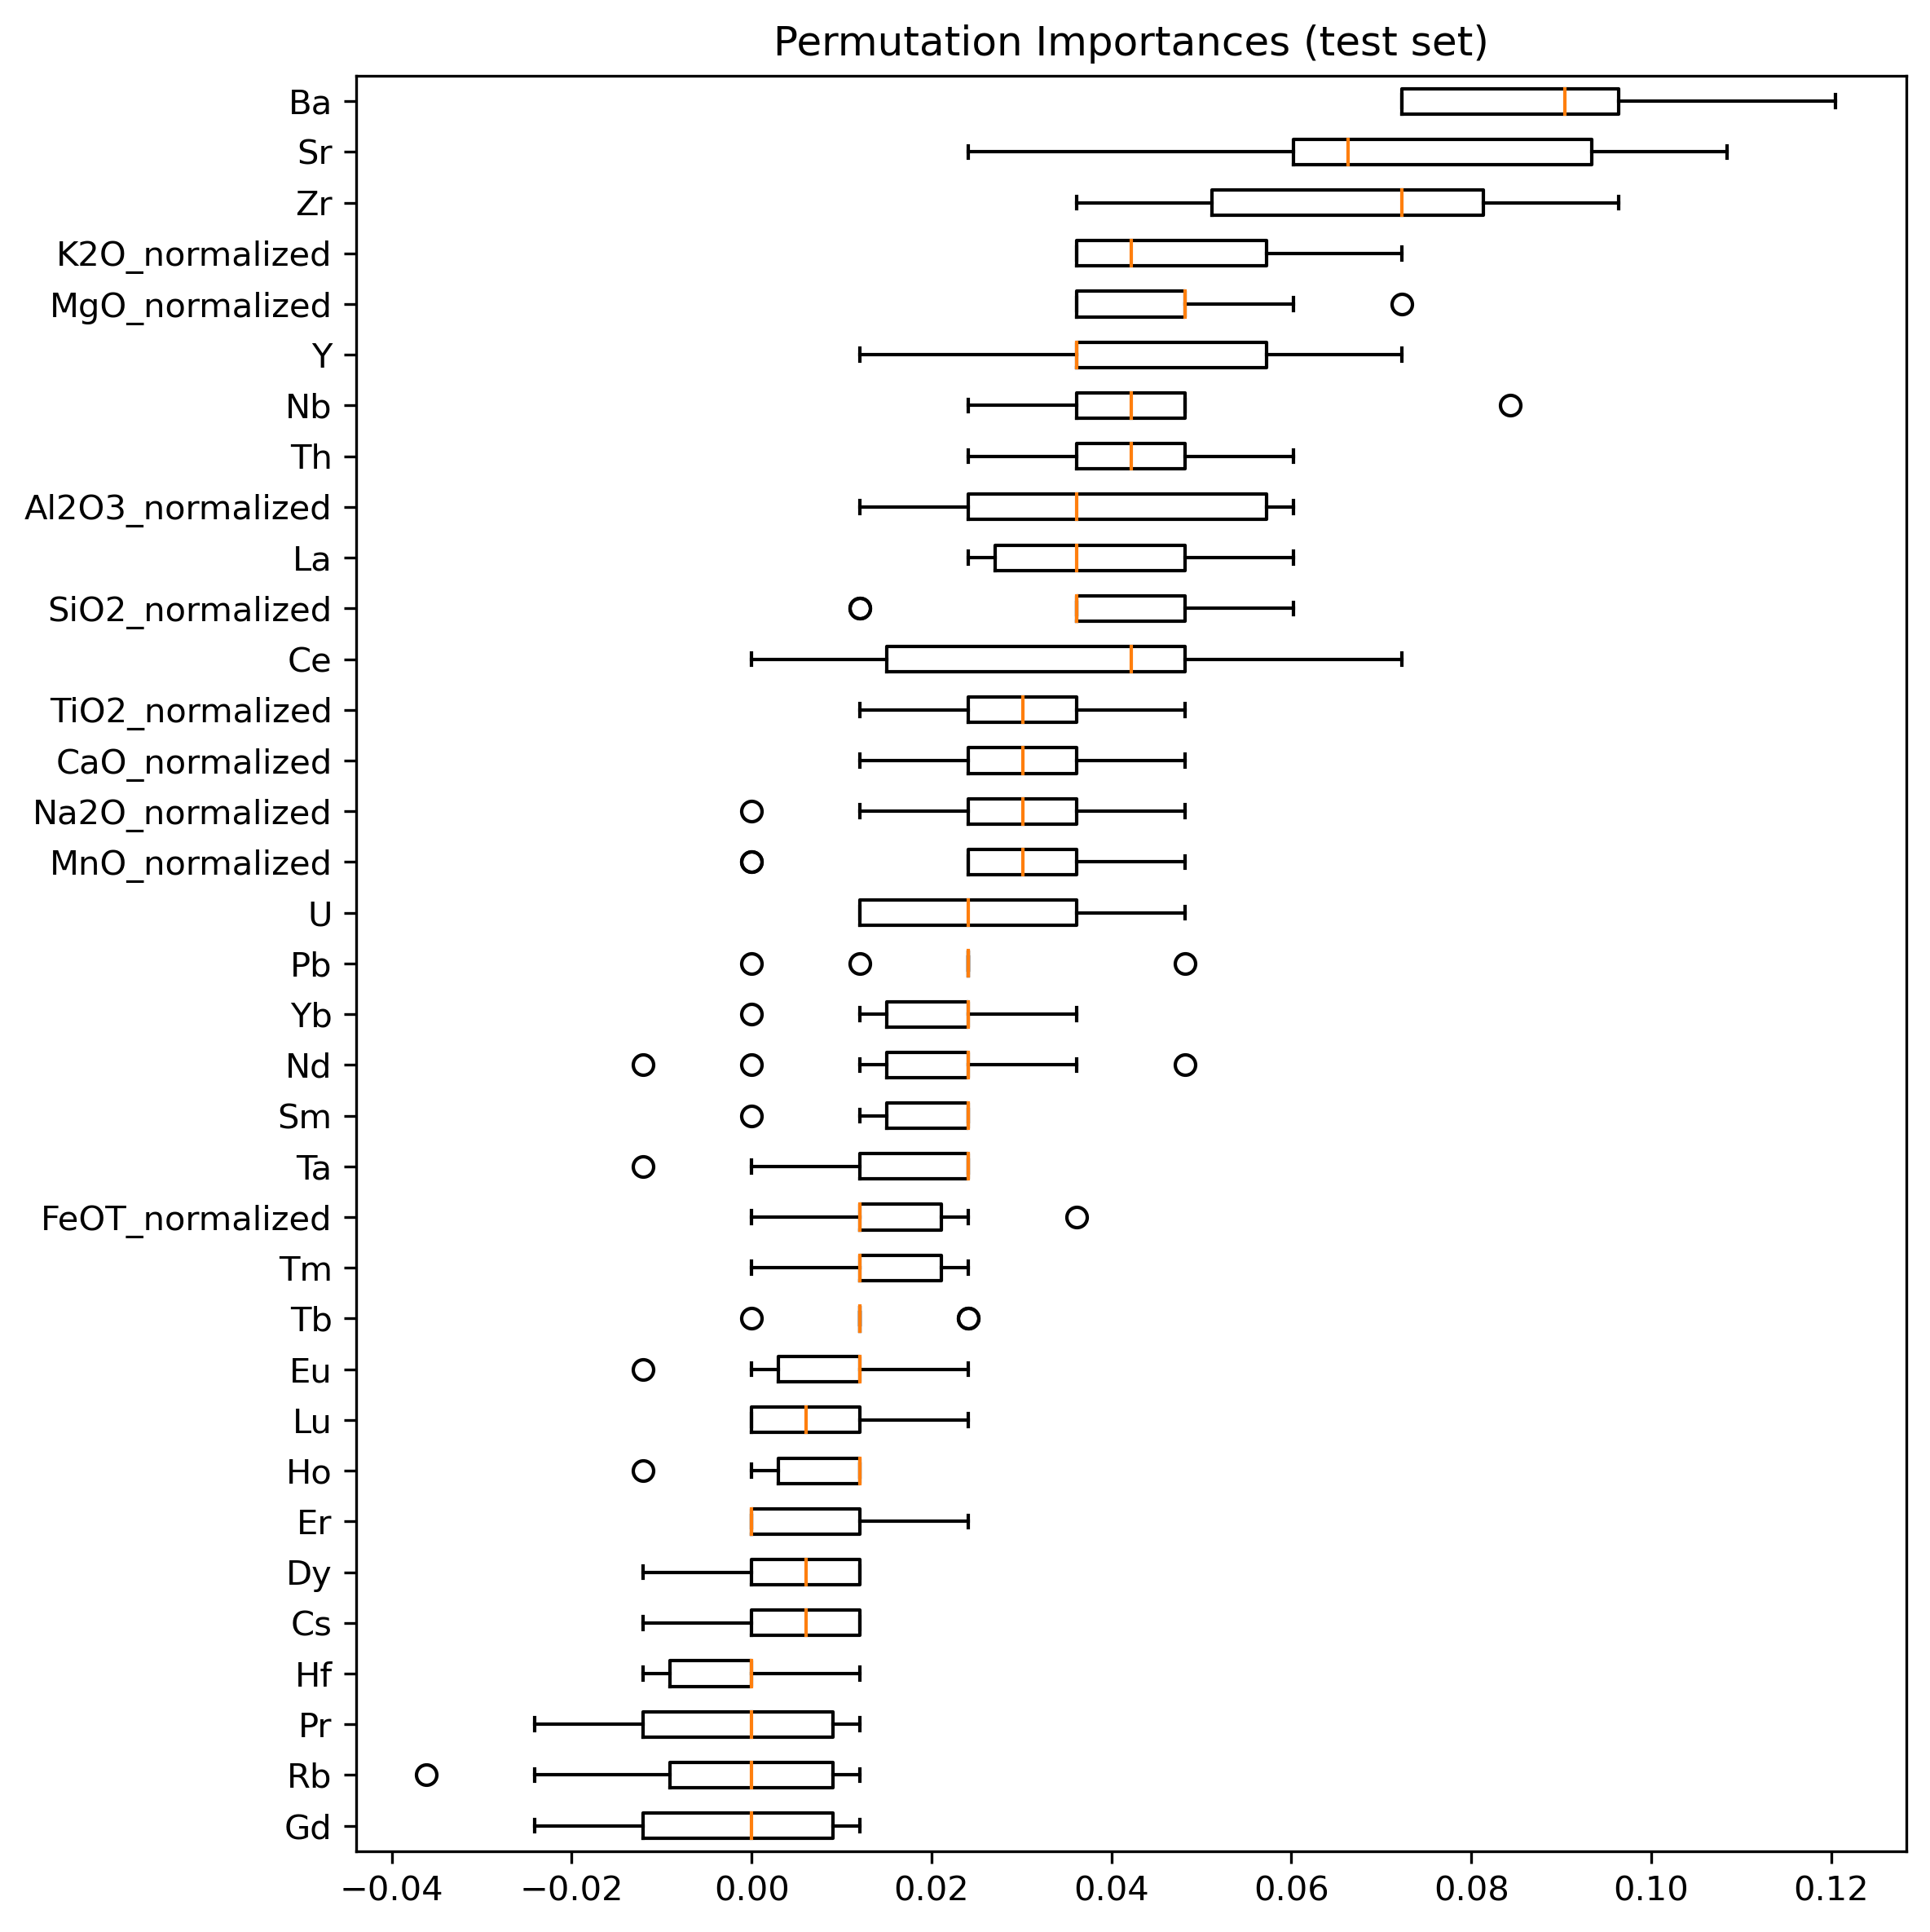 Permutation Importances (test set)
Ba
Sr
Zr
K2O_normalized
MgO_normalized
Y
Nb
Th
Al2O3_normalized
La
SiO2_normalized
Ce
TiO2_normalized
CaO_normalized
Na2O_normalized
MnO_normalized
U
Pb
Yb
Nd
Sm
Ta
FeOT_normalized
Tm
Tb
Eu
Lu
Ho
Er
Dy
Cs
Hf
Pr
Rb
Gd
−0.04 −0.02 0.00 0.02 0.04 0.06 0.08 0.10 0.12